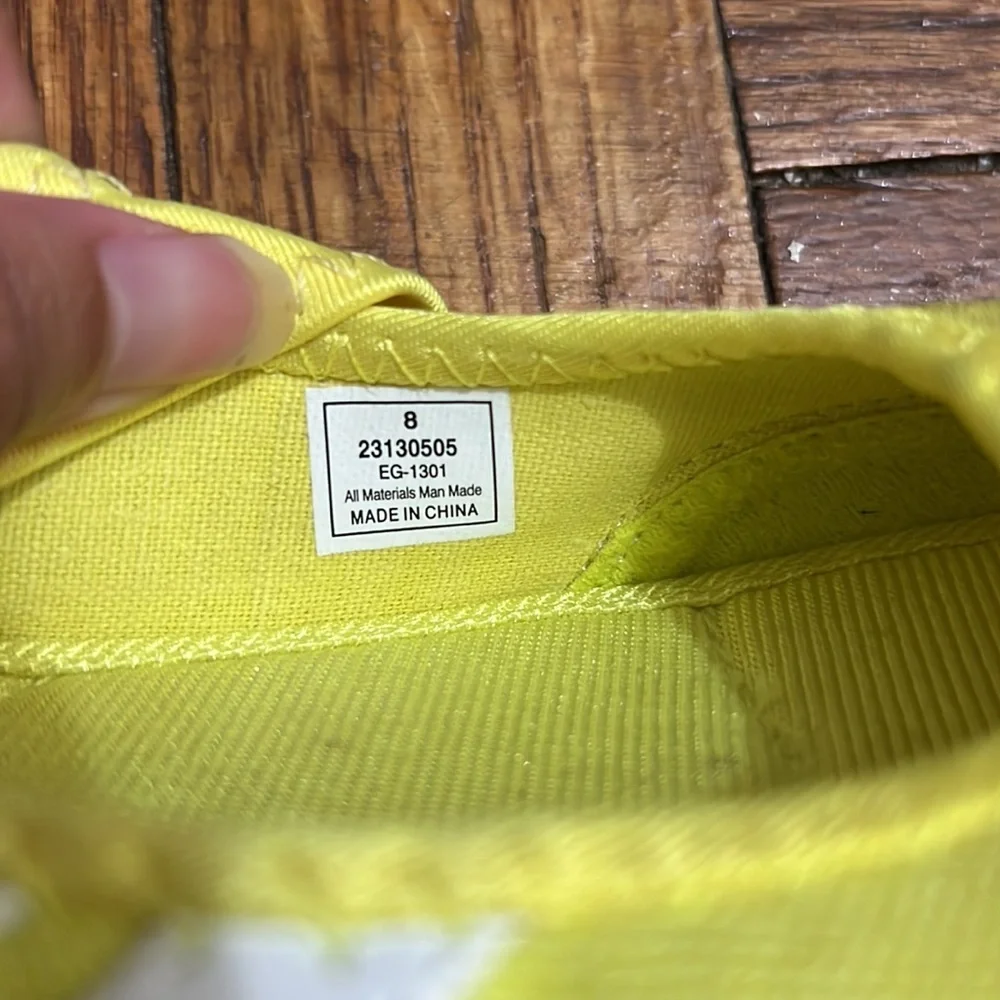 8
23130505
EG-1301
All Materials Man Made
MADE IN CHINA